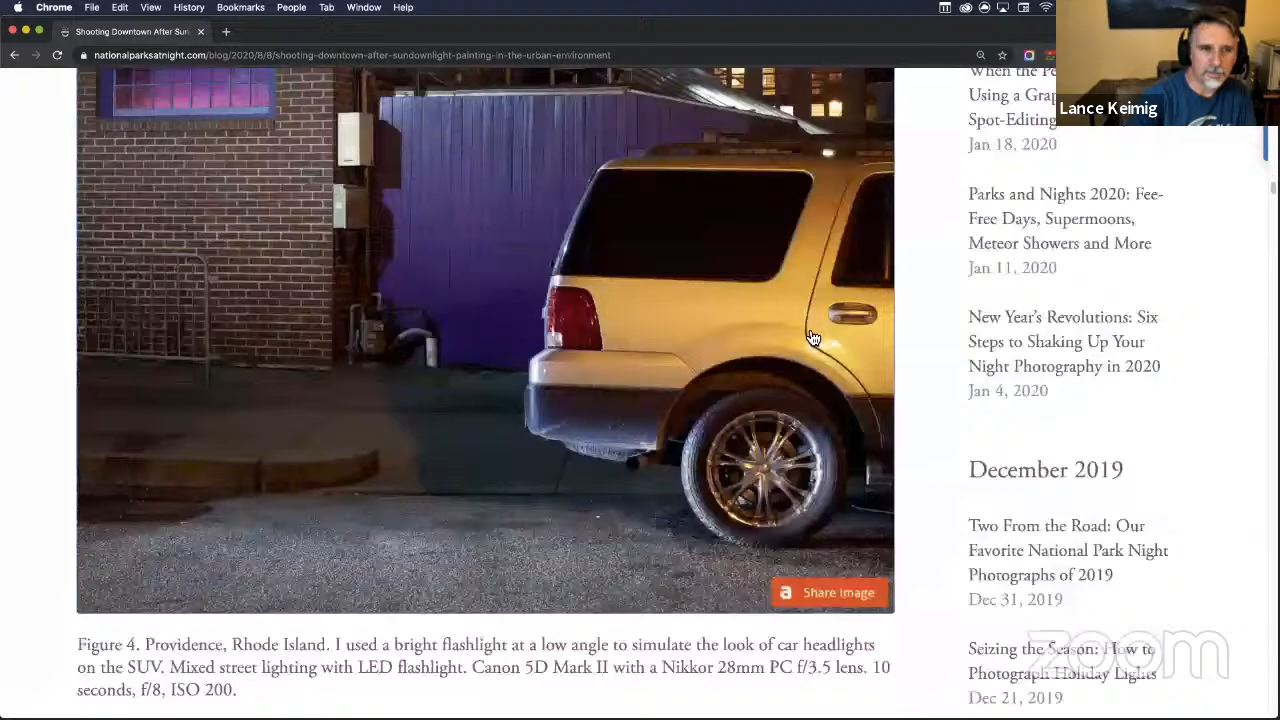 Chrome File Edit View History Bookmarks People Tab Window Help
Shooting Downtown After Sun
nationalparksatnight.com/blog/2020/8/8/shooting-downtown-after-sundownlight-painting-in-the-urban-environment
Lance Keimig
When the Pe
Using a Grap
Spot-Editing
Jan 18, 2020
Parks and Nights 2020: Fee-
Free Days, Supermoons,
Meteor Showers and More
Jan 11, 2020
New Year's Revolutions: Six
Steps to Shaking Up Your
Night Photography in 2020
Jan 4, 2020
December 2019
Two From the Road: Our
Favorite National Park Night
Photographs of 2019
Dec 31, 2019
Seizing the Season: How to
Photograph Holiday Lights
Dec 21, 2019
a Share Image
Figure 4. Providence, Rhode Island. I used a bright flashlight at a low angle to simulate the look of car headlights
on the SUV. Mixed street lighting with LED flashlight. Canon 5D Mark II with a Nikkor 28mm PC f/3.5 lens. 10
seconds, f/8, ISO 200.
zoom